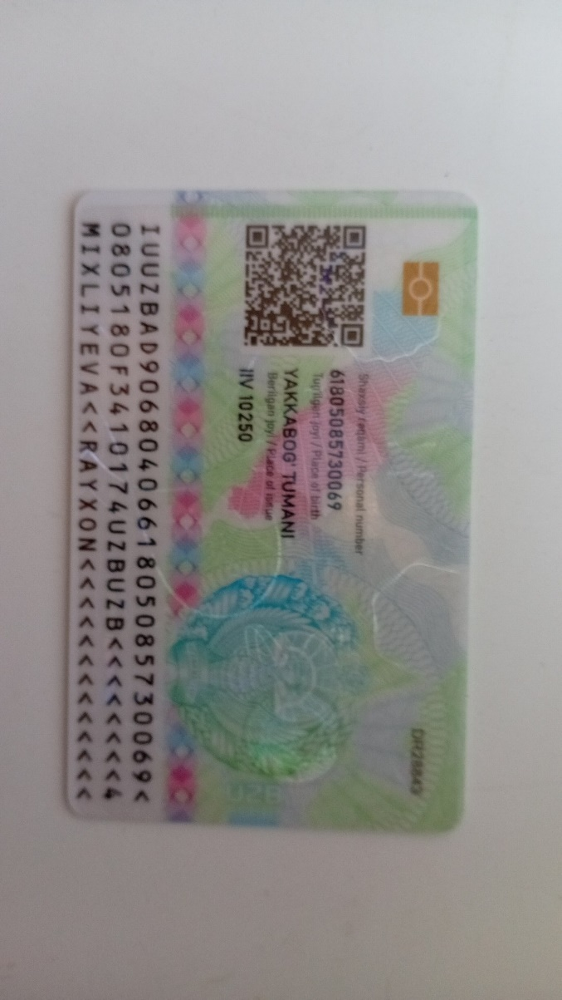 Shaxsiy raqami / Personal number
61805085730069
Tug'ilgan joyi / Place of birth
YAKKABOG' TUMANI
Berilgan joyi / Place of issue
IIV 10250
UZB
IUUZBAD9068040661805085730069<
0805180F3410174UZBUZB<<<<<<<<4
MIXLIYEVA<<RAYXON<<<<<<<<<<<<<